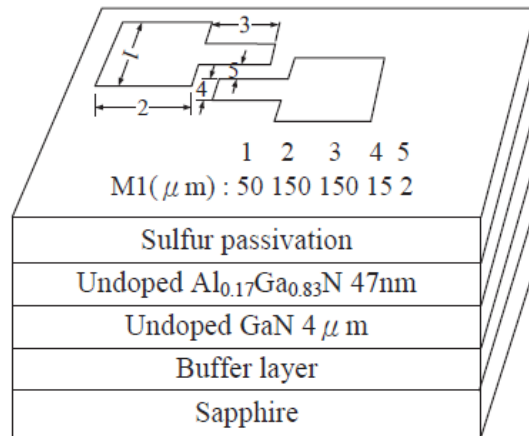 3
1
5
4
2
1 2 3 4 5
M1(μm) : 50 150 150 15 2
Sulfur passivation
Undoped Al0.17Ga0.83N 47nm
Undoped GaN 4 μm
Buffer layer
Sapphire